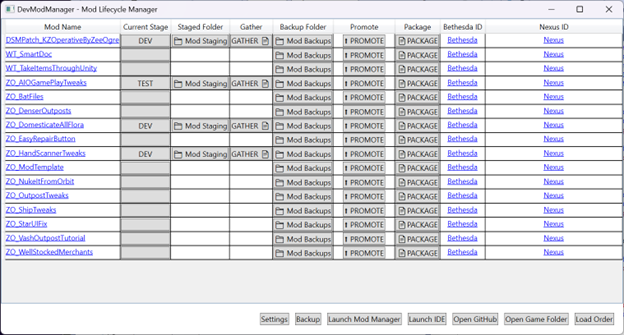 DevModManager - Mod Lifecycle Manager
Mod Name Current Stage Staged Folder Gather Backup Folder Promote Package Bethesda ID Nexus ID
DSMPatch_KZOperativeByZeeOgre DEV Mod Staging GATHER Mod Backups PROMOTE PACKAGE Bethesda Nexus
WT_SmartDoc Mod Backups PROMOTE PACKAGE Bethesda Nexus
WT_TakeItemsThroughUnity Mod Backups PROMOTE PACKAGE Bethesda Nexus
ZO_AIOGamePlayTweaks TEST Mod Staging GATHER Mod Backups PROMOTE PACKAGE Bethesda Nexus
ZO_BatFiles Mod Backups PROMOTE PACKAGE Bethesda Nexus
ZO_DenserOutposts Mod Backups PROMOTE PACKAGE Bethesda Nexus
ZO_DomesticateAllFlora DEV Mod Staging GATHER Mod Backups PROMOTE PACKAGE Bethesda Nexus
ZO_EasyRepairButton Mod Backups PROMOTE PACKAGE Bethesda Nexus
ZO_HandScannerTweaks DEV Mod Staging GATHER Mod Backups PROMOTE PACKAGE Bethesda Nexus
ZO_ModTemplate Mod Backups PROMOTE PACKAGE Bethesda Nexus
ZO_NukeItFromOrbit Mod Backups PROMOTE PACKAGE Bethesda Nexus
ZO_OutpostTweaks Mod Backups PROMOTE PACKAGE Bethesda Nexus
ZO_ShipTweaks Mod Backups PROMOTE PACKAGE Bethesda Nexus
ZO_StarUIFix Mod Backups PROMOTE PACKAGE Bethesda Nexus
ZO_VashOutpostTutorial Mod Backups PROMOTE PACKAGE Bethesda Nexus
ZO_WellStockedMerchants Mod Backups PROMOTE PACKAGE Bethesda Nexus
Settings Backup Launch Mod Manager Launch IDE Open GitHub Open Game Folder Load Order